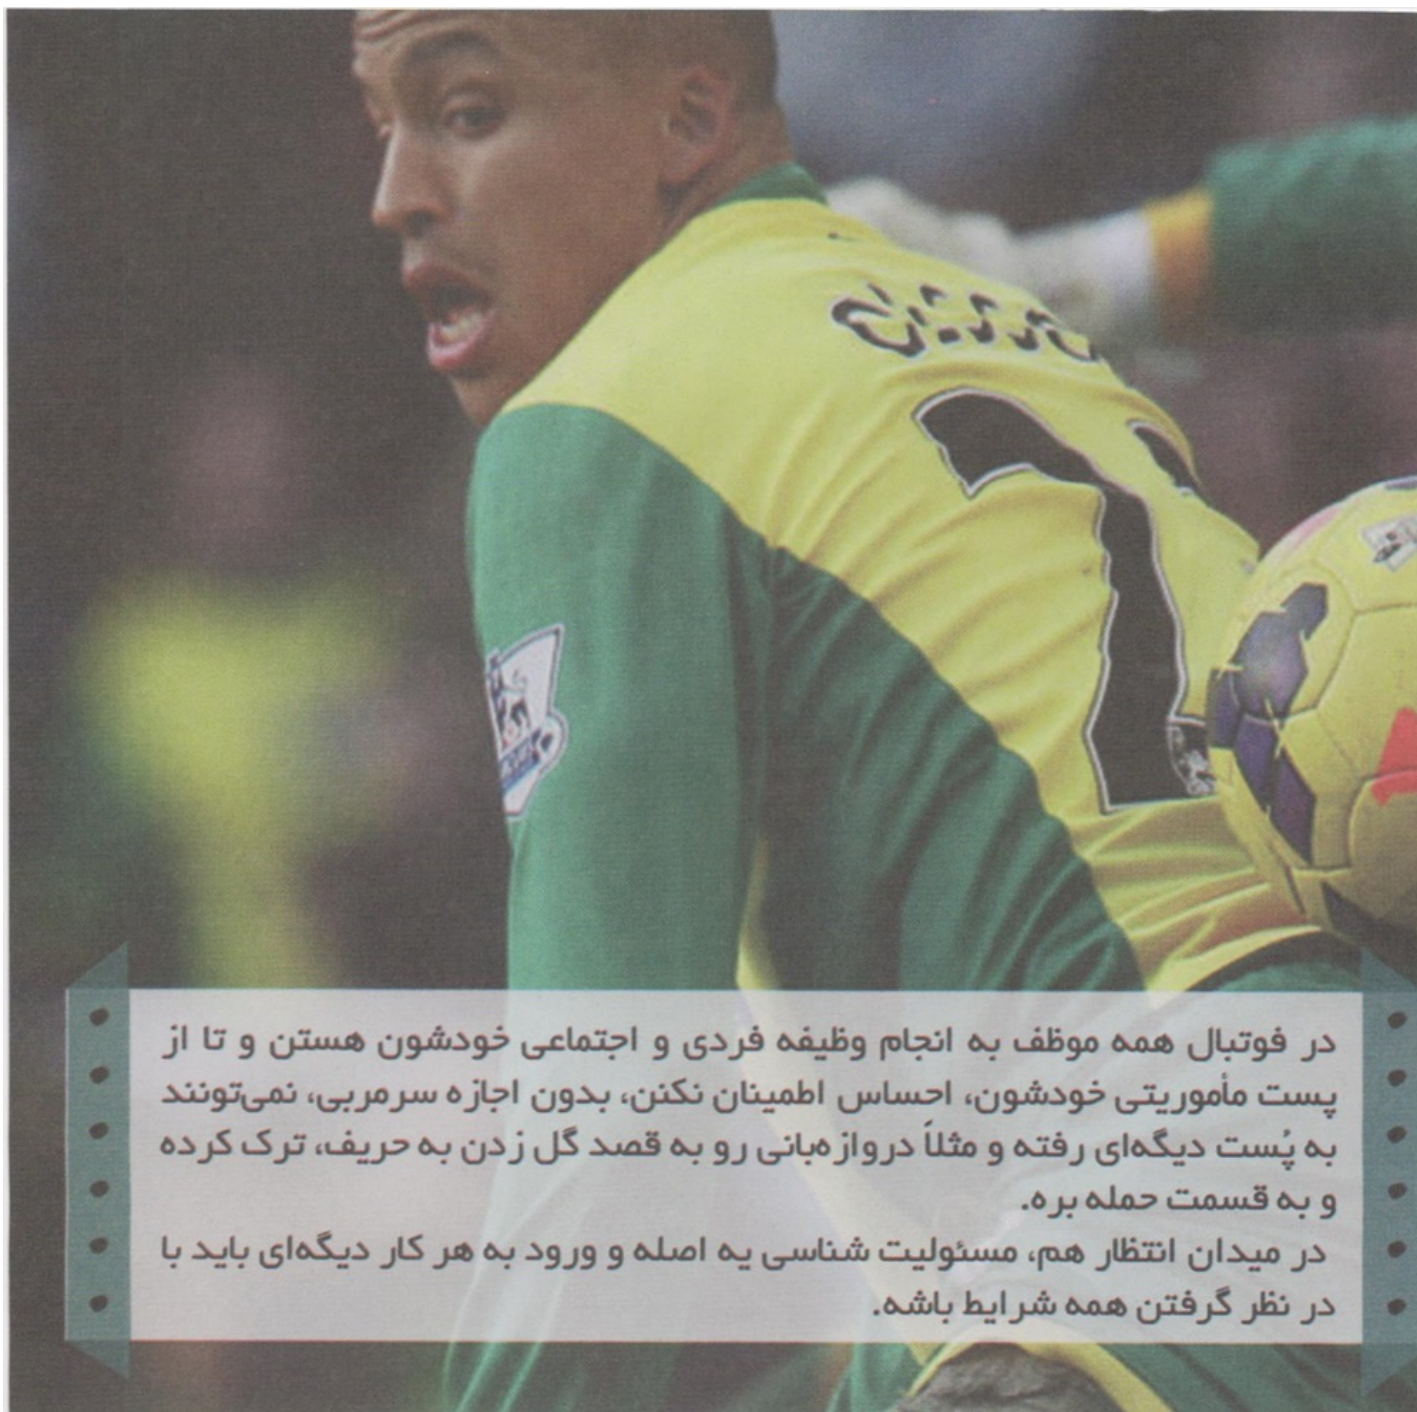 در فوتبال همه موظف به انجام وظیفه فردی و اجتماعی خودشون هستن و تا از
پست مأموریتی خودشون، احساس اطمینان نکنن، بدون اجازه سرمربی، نمی‌تونند
به پُست دیگه‌ای رفته و مثلاً دروازه‌بانی رو به قصد گل زدن به حریف، ترک کرده
و به قسمت حمله بره.
در میدان انتظار هم، مسئولیت شناسی یه اصله و ورود به هر کار دیگه‌ای باید با
در نظر گرفتن همه شرایط باشه.